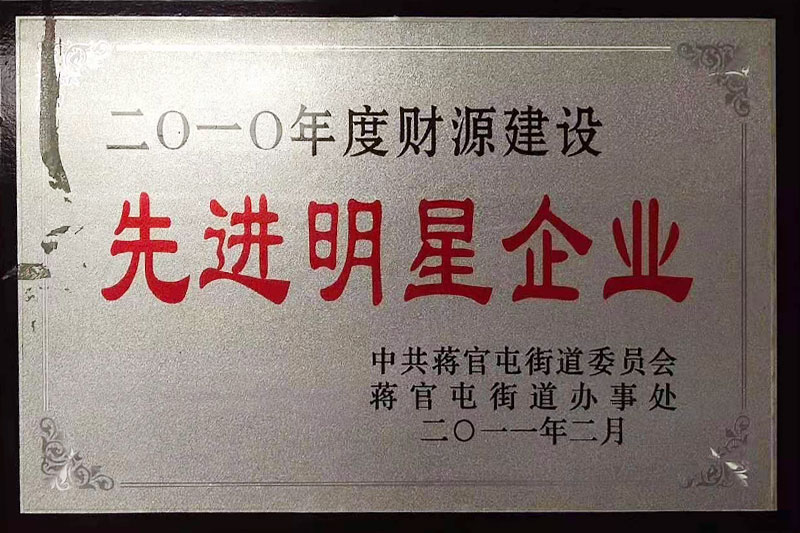 二〇一〇年度财源建设
先进明星企业
中共蒋官屯街道委员会
蒋官屯街道办事处
二〇一一年二月